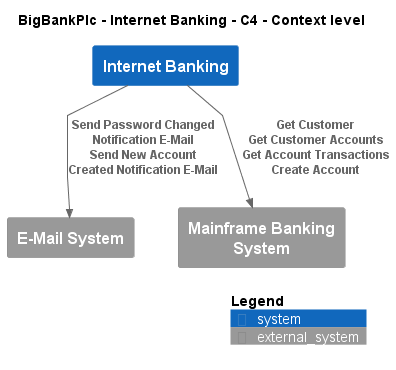 BigBankPlc - Internet Banking - C4 - Context level
Internet Banking
Send Password Changed
Notification E-Mail
Send New Account
Created Notification E-Mail
Get Customer
Get Customer Accounts
Get Account Transactions
Create Account
E-Mail System
Mainframe Banking
System
Legend
system
external_system